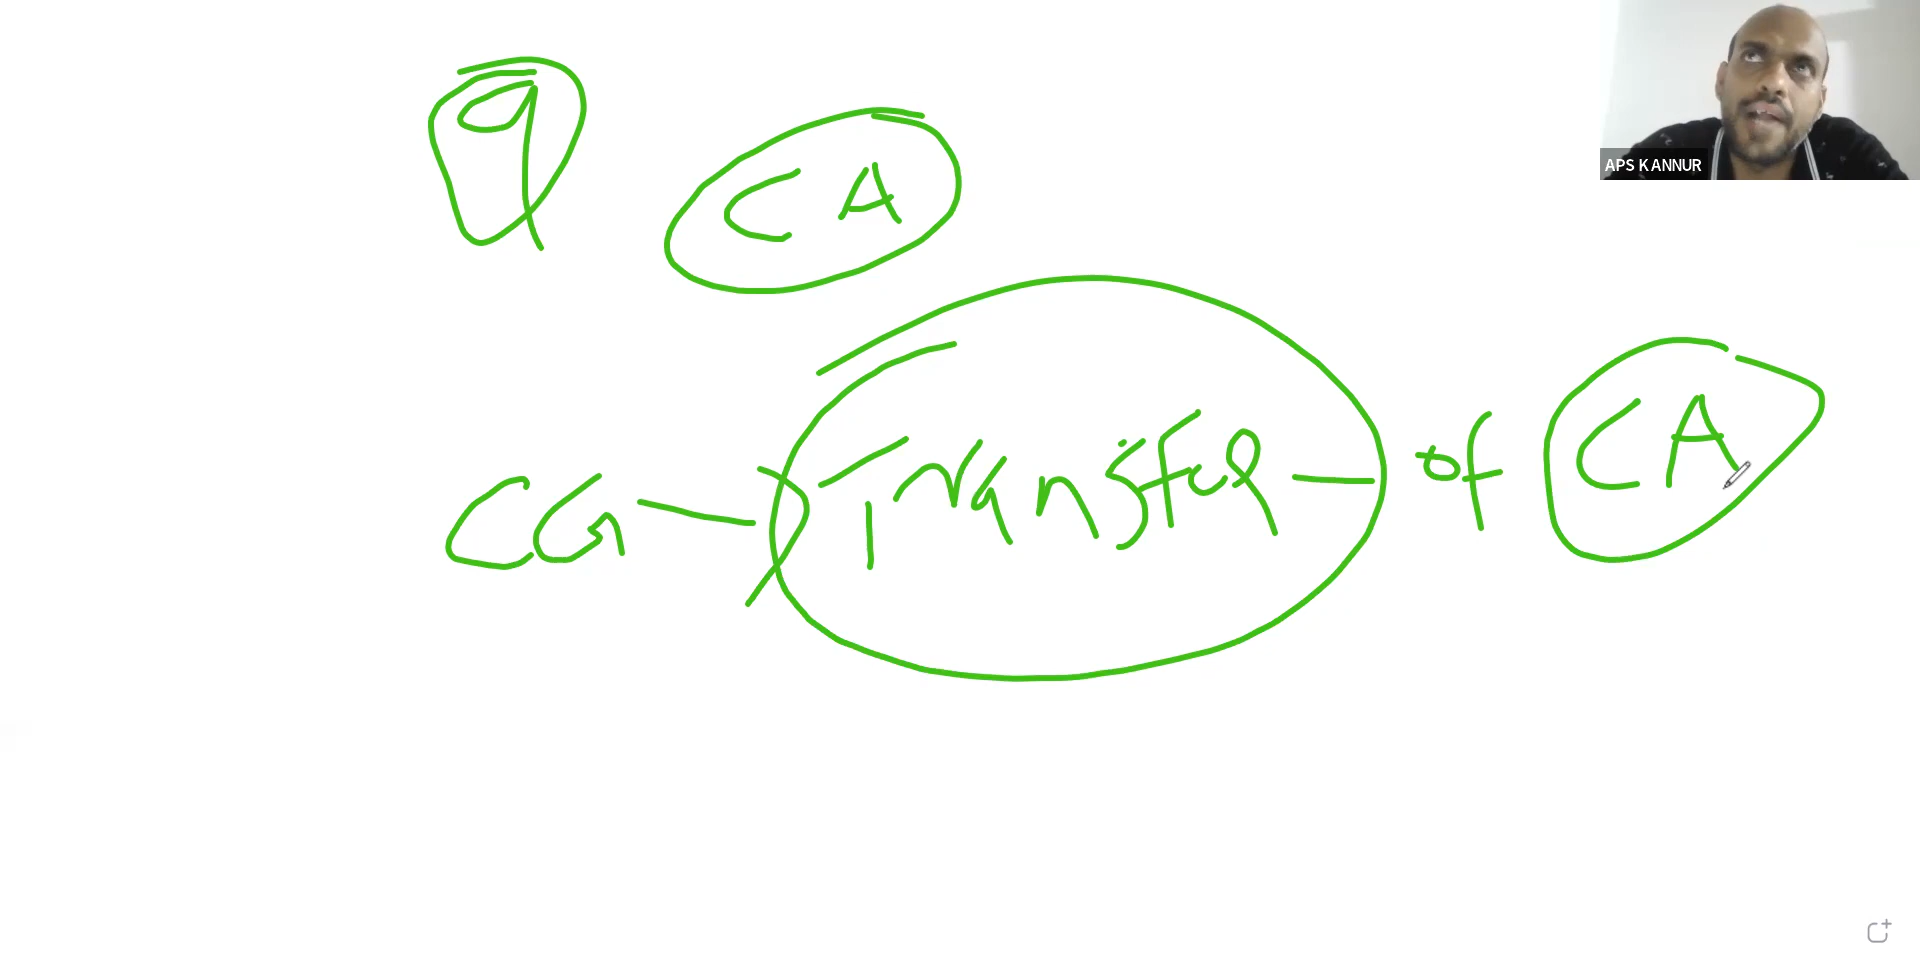 9
CA
CG → Transfer — of CA
APS KANNUR